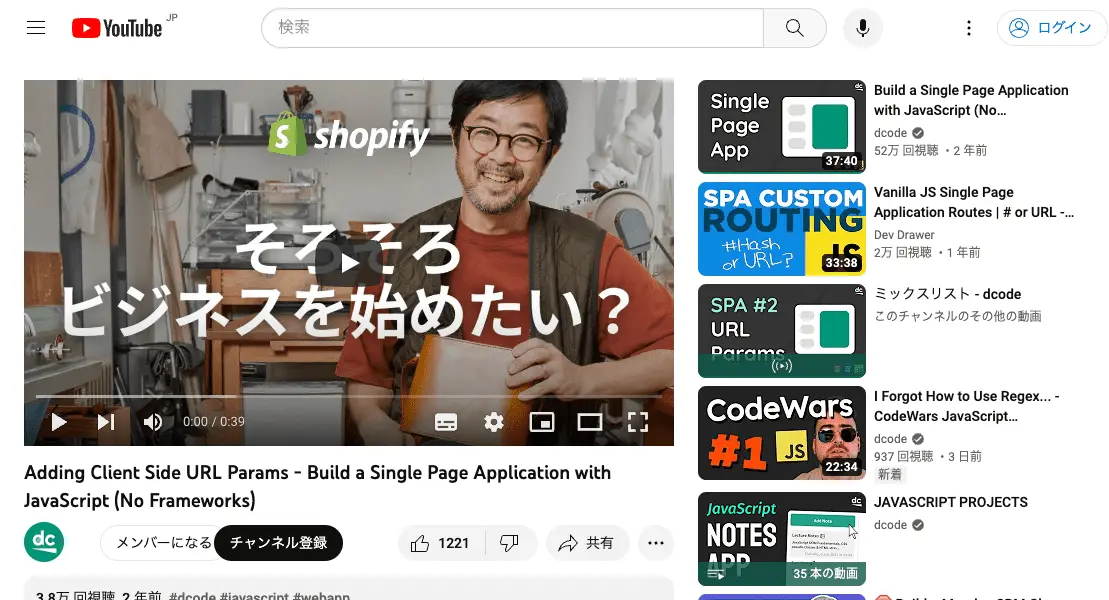 YouTube JP
検索
ログイン
shopify
そろそろ
ビジネスを始めたい？
0:00 / 0:39
Adding Client Side URL Params - Build a Single Page Application with
JavaScript (No Frameworks)
dc
メンバーになる
チャンネル登録
1221
共有
3.8万 回視聴 2 年前 #dcode #javascript #webapp
dc
Single
Page
App
37:40
Build a Single Page Application
with JavaScript (No…
dcode
52万 回視聴 ・2 年前
SPA CUSTOM
ROUTING
#Hash
or URL?
JS
33:38
Vanilla JS Single Page
Application Routes | # or URL -…
Dev Drawer
2万 回視聴 ・1 年前
dc
SPA #2
URL
Params
ミックスリスト - dcode
このチャンネルのその他の動画
CodeWars
#1
JS
22:34
I Forgot How to Use Regex... -
CodeWars JavaScript…
dcode
937 回視聴 ・3 日前
新着
dc
JavaScript
NOTES
APP
Add Note
Lecture Notes
35 本の動画
JAVASCRIPT PROJECTS
dcode